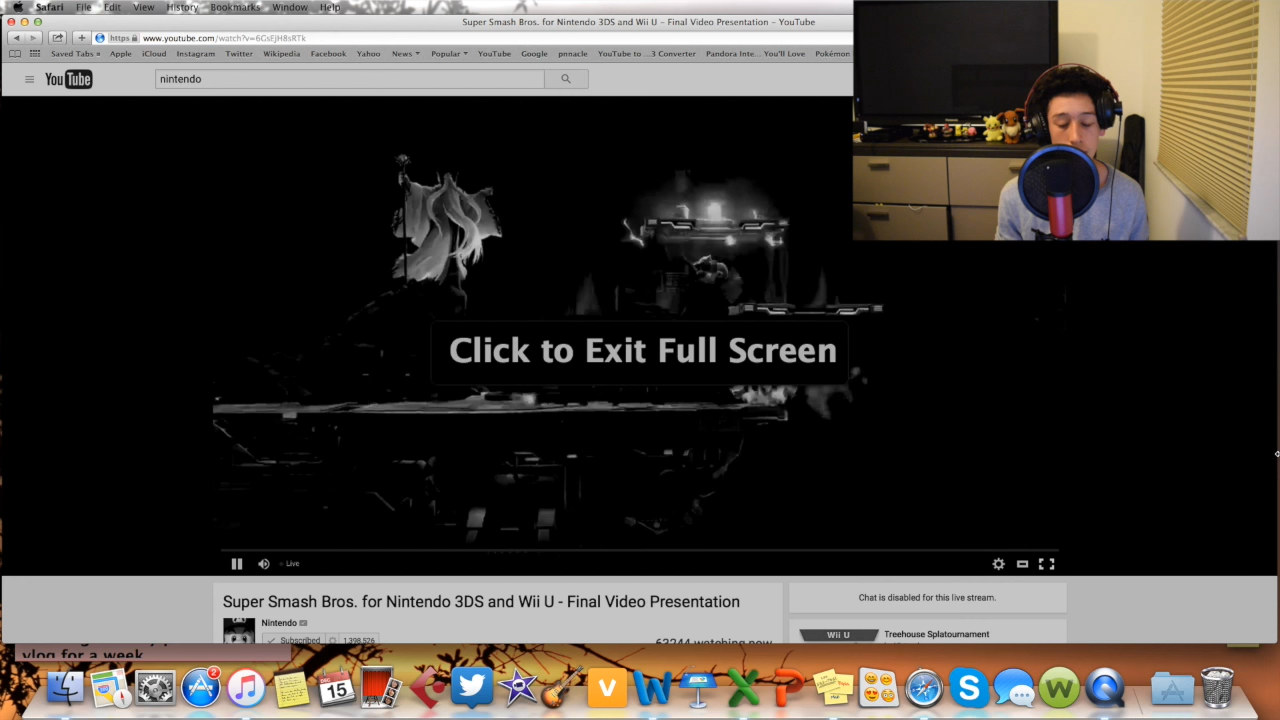 Safari File Edit View History Bookmarks Window Help
Super Smash Bros. for Nintendo 3DS and Wii U – Final Video Presentation – YouTube
https www.youtube.com/watch?v=6GsEJH8sRTk
Saved Tabs Apple iCloud Instagram Twitter Wikipedia Facebook Yahoo News Popular YouTube Google pnnacle YouTube to ...3 Converter Pandora Inte... You'll Love Pokémon
YouTube
nintendo
Click to Exit Full Screen
Live
Super Smash Bros. for Nintendo 3DS and Wii U - Final Video Presentation
Chat is disabled for this live stream.
Nintendo
Subscribed 1,398,526
63244 watching now
Wii U
Treehouse Splatournament
vlog for a week
2
DEC
15